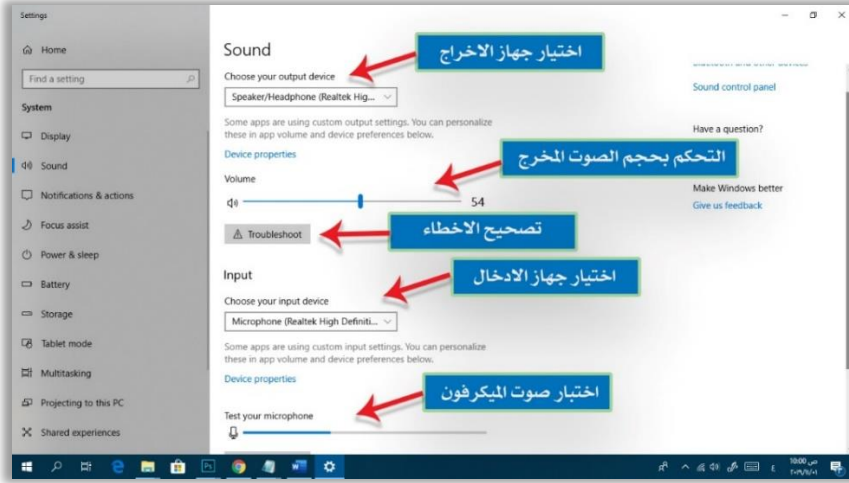 Settings
Home
Find a setting
System
Display
Sound
Notifications & actions
Focus assist
Power & sleep
Battery
Storage
Tablet mode
Multitasking
Projecting to this PC
Shared experiences
Sound
اختيار جهاز الاخراج
Choose your output device
Speaker/Headphone (Realtek Hig...
Some apps are using custom output settings. You can personalize
these in app volume and device preferences below.
Device properties
التحكم بحجم الصوت المخرج
Volume
54
Troubleshoot
تصحيح الاخطاء
Input
اختيار جهاز الادخال
Choose your input device
Microphone (Realtek High Definiti...
Some apps are using custom input settings. You can personalize
these in app volume and device preferences below.
Device properties
اختبار صوت الميكرفون
Test your microphone
Sound control panel
Have a question?
Make Windows better
Give us feedback
ع
10:00 ص